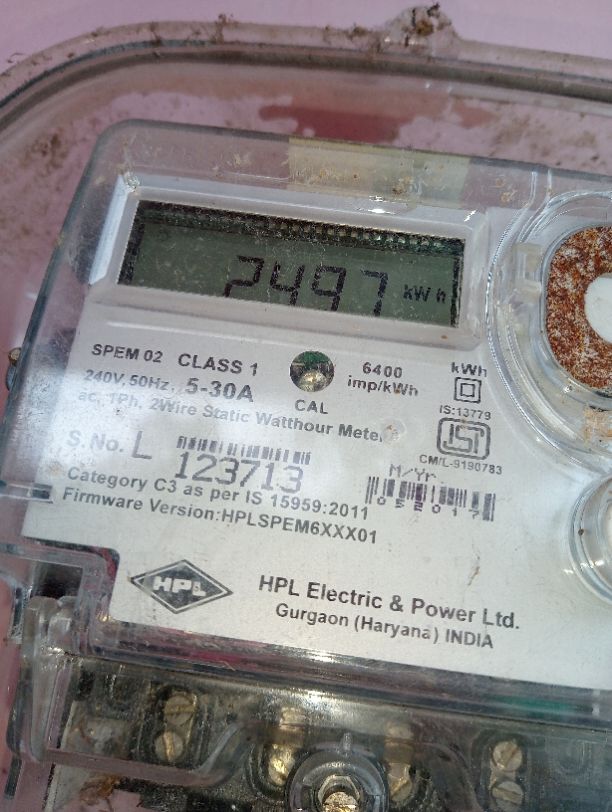 2497 kWh
SPEM 02 CLASS 1
240V, 50Hz, 5-30A
ac, 1Ph, 2Wire Static Watthour Meter
CAL
6400
imp/kWh
kWh
IS:13779
ISI
CM/L-9190783
S. No. L 123713
M/Yr.
052017
Category C3 as per IS 15959:2011
Firmware Version:HPLSPEM6XXX01
HPL
HPL Electric & Power Ltd.
Gurgaon (Haryana) INDIA